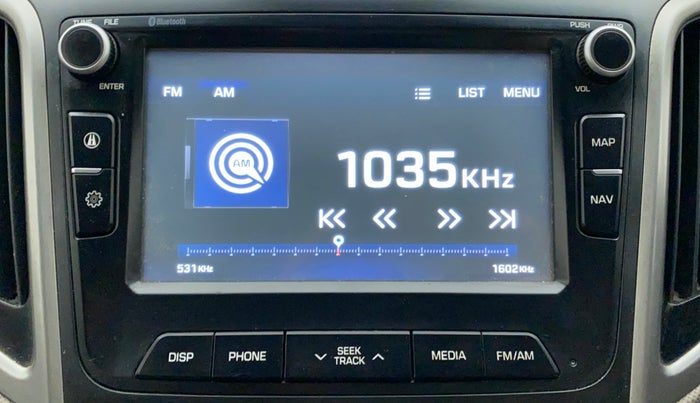 TUNE FILE
Bluetooth
PUSH PWR
ENTER
VOL
FM AM LIST MENU
AM
1035KHz
531KHz
1602KHz
MAP
NAV
DISP
PHONE
SEEK
TRACK
MEDIA
FM/AM